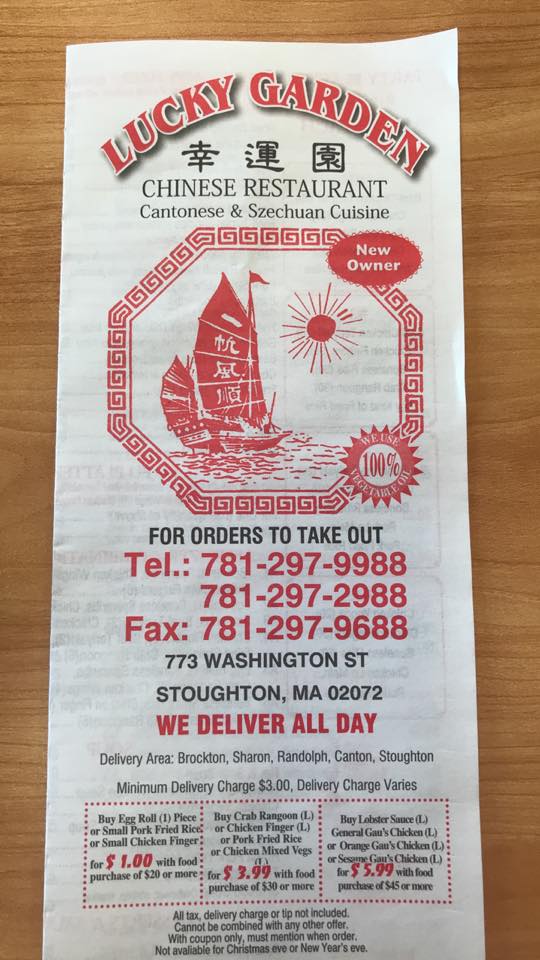 LUCKY GARDEN
幸運園
CHINESE RESTAURANT
Cantonese & Szechuan Cuisine
New
Owner
一帆風順
WE USE
100%
VEGETABLE OIL
FOR ORDERS TO TAKE OUT
Tel.: 781-297-9988
781-297-2988
Fax: 781-297-9688
773 WASHINGTON ST
STOUGHTON, MA 02072
WE DELIVER ALL DAY
Delivery Area: Brockton, Sharon, Randolph, Canton, Stoughton
Minimum Delivery Charge $3.00, Delivery Charge Varies
Buy Egg Roll (1) Piece
or Small Pork Fried Rice
or Small Chicken Finger
for $ 1.00 with food
purchase of $20 or more
Buy Crab Rangoon (L)
or Chicken Finger (L)
or Pork Fried Rice
or Chicken Mixed Vegs
(L)
for $ 3.99 with food
purchase of $30 or more
Buy Lobster Sauce (L)
General Gau's Chicken (L)
or Orange Gau's Chicken (L)
or Sesame Gau's Chicken (L)
for $ 5.99 with food
purchase of $45 or more
All tax, delivery charge or tip not included.
Cannot be combined with any other offer.
With coupon only, must mention when order.
Not avaliable for Christmas eve or New Year's eve.